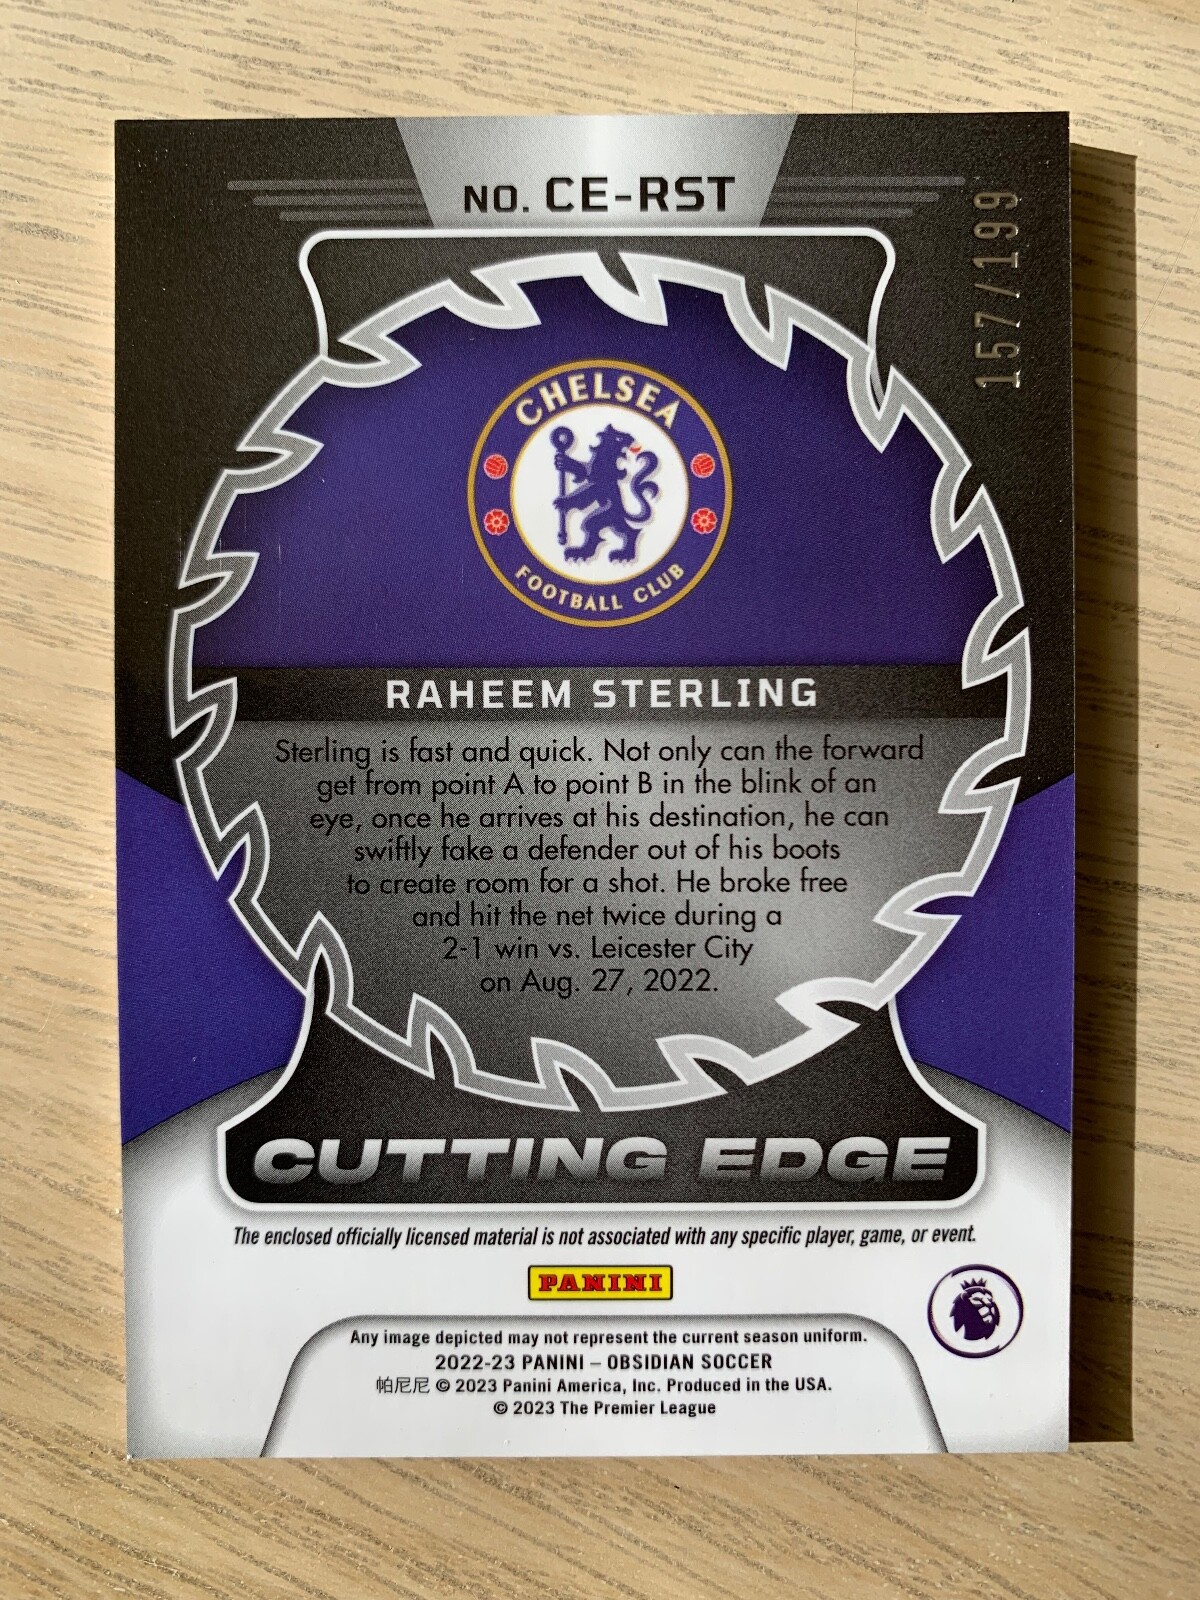 NO. CE-RST
157/199
CHELSEA
FOOTBALL CLUB
RAHEEM STERLING
Sterling is fast and quick. Not only can the forward
get from point A to point B in the blink of an
eye, once he arrives at his destination, he can
swiftly fake a defender out of his boots
to create room for a shot. He broke free
and hit the net twice during a
2-1 win vs. Leicester City
on Aug. 27, 2022.
CUTTING EDGE
The enclosed officially licensed material is not associated with any specific player, game, or event.
PANINI
Any image depicted may not represent the current season uniform.
2022-23 PANINI – OBSIDIAN SOCCER
帕尼尼 © 2023 Panini America, Inc. Produced in the USA.
© 2023 The Premier League